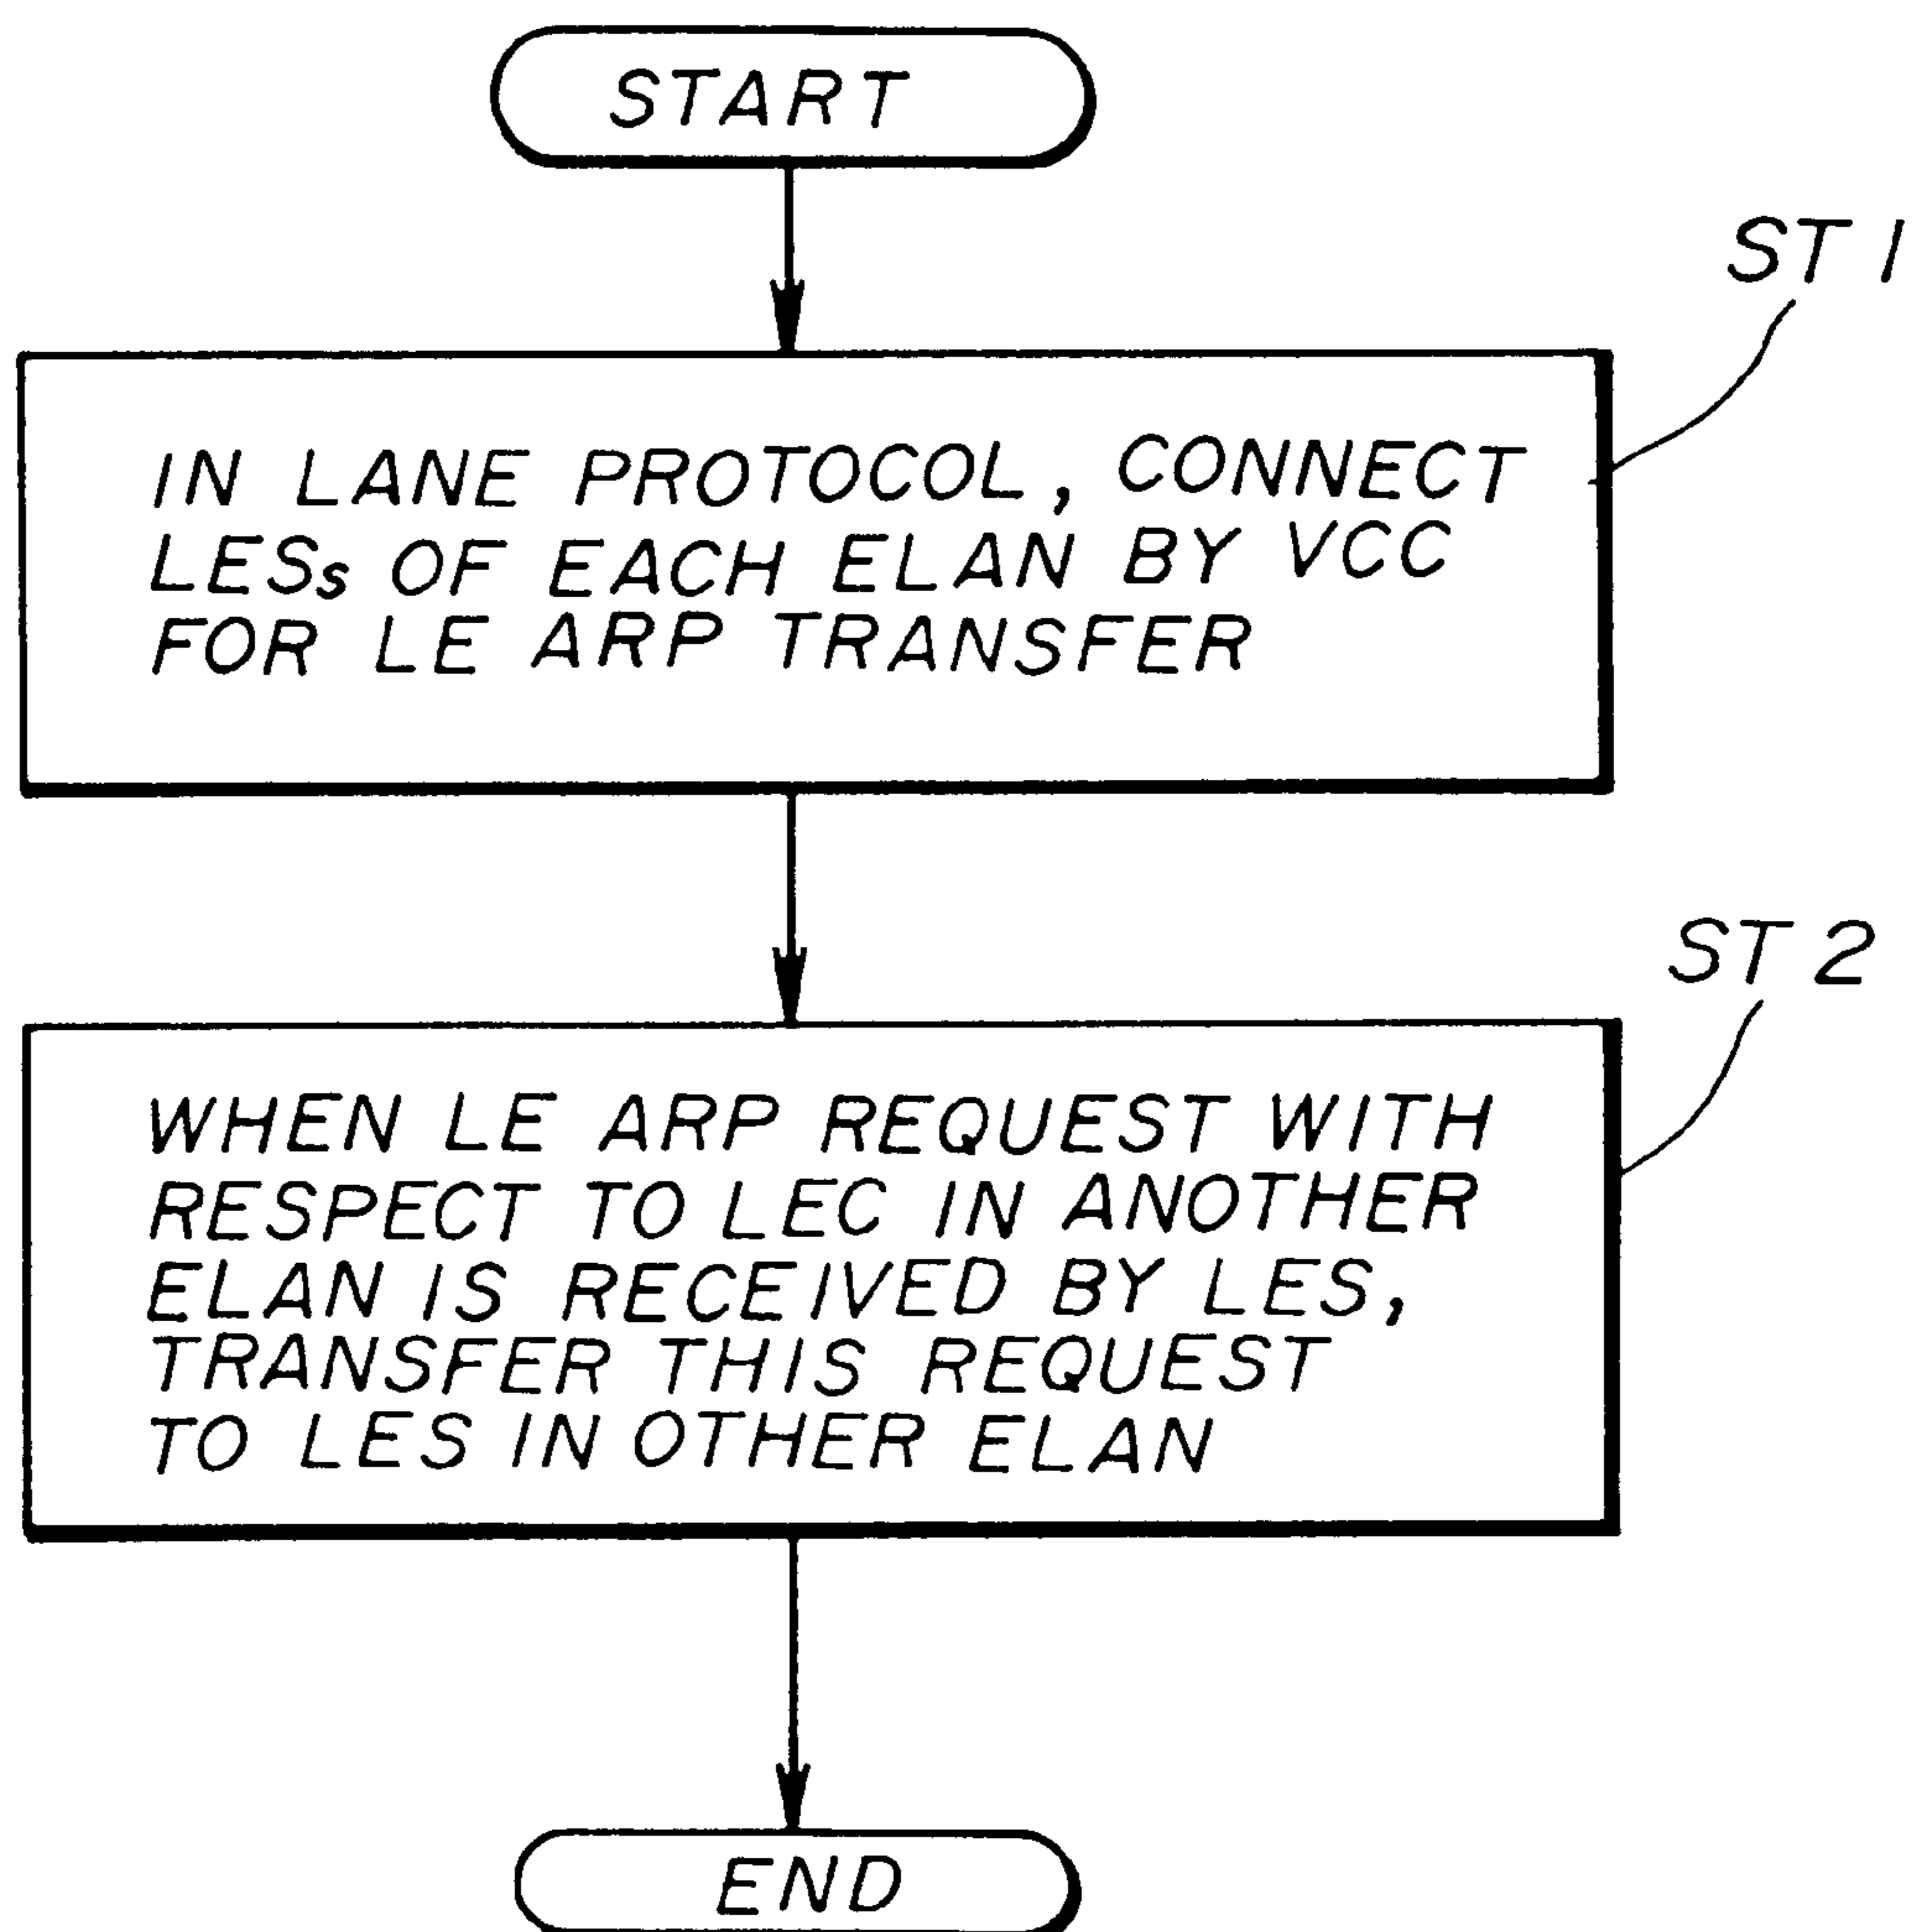 START
ST 1
IN LANE PROTOCOL, CONNECT
LESs OF EACH ELAN BY VCC
FOR LE ARP TRANSFER
ST 2
WHEN LE ARP REQUEST WITH
RESPECT TO LEC IN ANOTHER
ELAN IS RECEIVED BY LES,
TRANSFER THIS REQUEST
TO LES IN OTHER ELAN
END